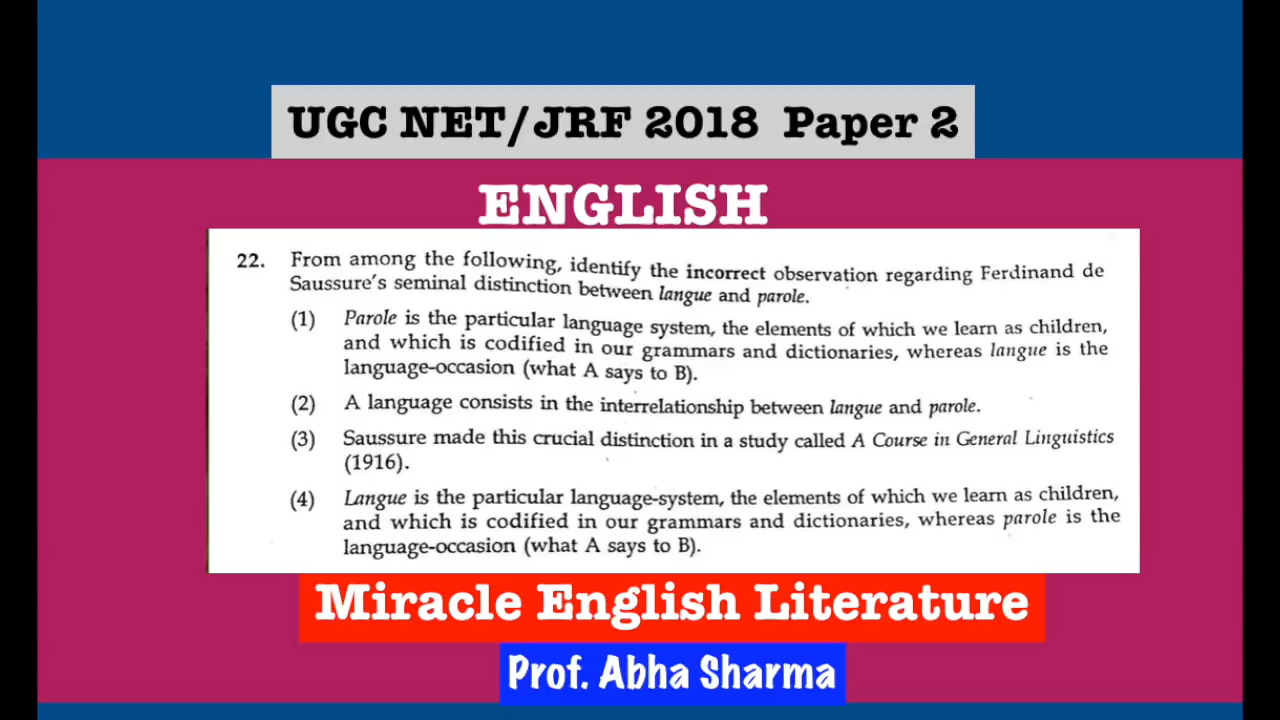 UGC NET/JRF 2018 Paper 2
ENGLISH
22. From among the following, identify the incorrect observation regarding Ferdinand de
Saussure's seminal distinction between langue and parole.
(1) Parole is the particular language system, the elements of which we learn as children,
and which is codified in our grammars and dictionaries, whereas langue is the
language-occasion (what A says to B).
(2) A language consists in the interrelationship between langue and parole.
(3) Saussure made this crucial distinction in a study called A Course in General Linguistics
(1916).
(4) Langue is the particular language-system, the elements of which we learn as children,
and which is codified in our grammars and dictionaries, whereas parole is the
language-occasion (what A says to B).
Miracle English Literature
Prof. Abha Sharma